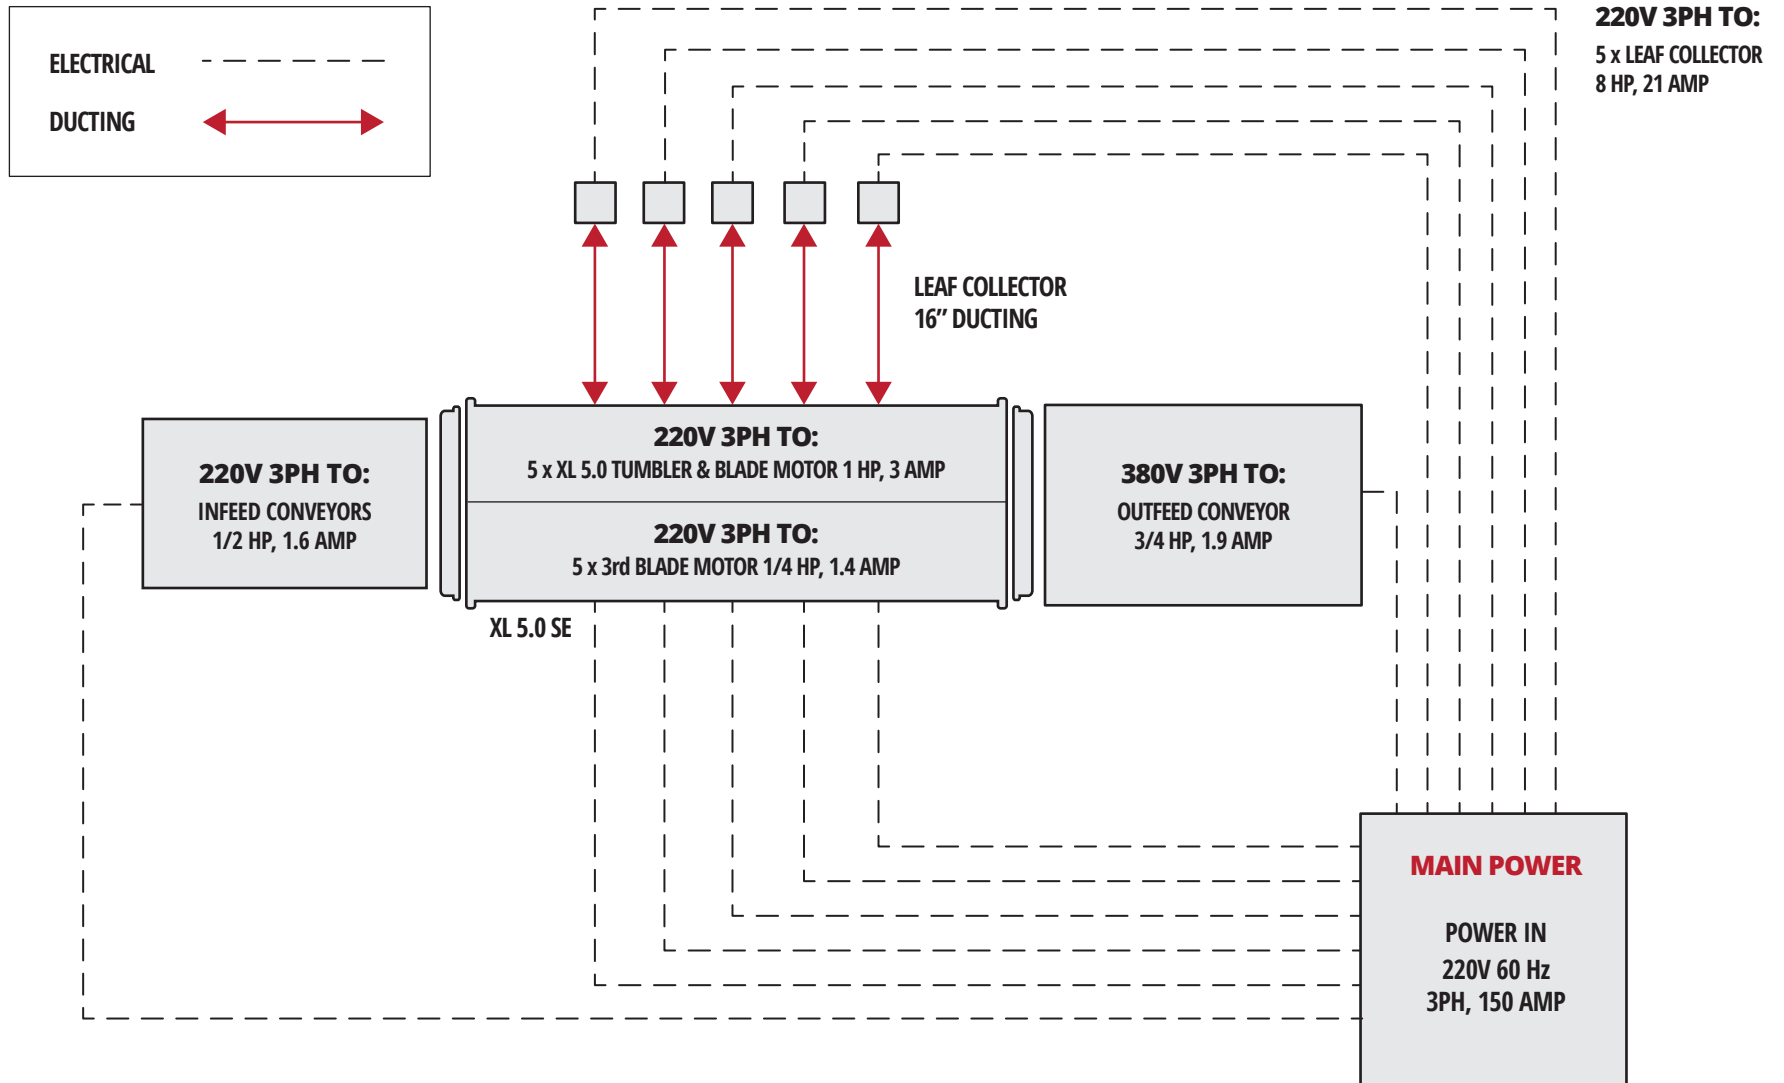 ELECTRICAL
DUCTING
220V 3PH TO:
5 x LEAF COLLECTOR
8 HP, 21 AMP
LEAF COLLECTOR
16” DUCTING
220V 3PH TO:
INFEED CONVEYORS
1/2 HP, 1.6 AMP
220V 3PH TO:
5 x XL 5.0 TUMBLER & BLADE MOTOR 1 HP, 3 AMP
220V 3PH TO:
5 x 3rd BLADE MOTOR 1/4 HP, 1.4 AMP
XL 5.0 SE
380V 3PH TO:
OUTFEED CONVEYOR
3/4 HP, 1.9 AMP
MAIN POWER
POWER IN
220V 60 Hz
3PH, 150 AMP